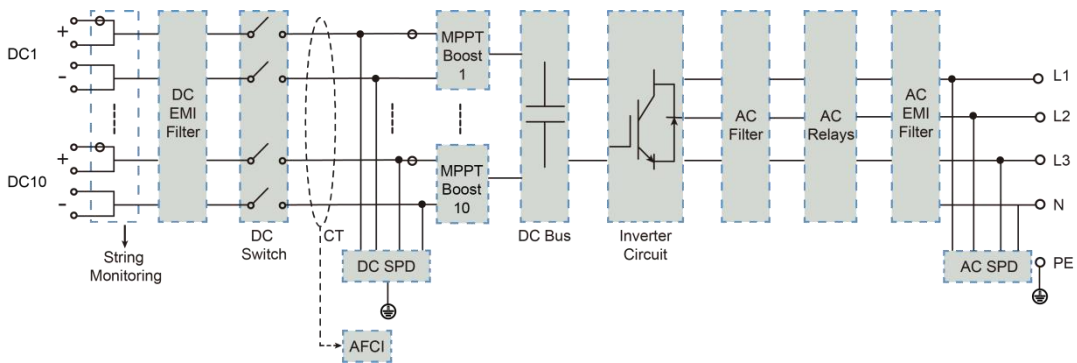 DC1
+
-
DC10
+
-
String
Monitoring
DC
EMI
Filter
DC
Switch
CT
DC SPD
AFCI
MPPT
Boost
1
MPPT
Boost
10
DC Bus
Inverter
Circuit
AC
Filter
AC
Relays
AC
EMI
Filter
AC SPD
L1
L2
L3
N
PE